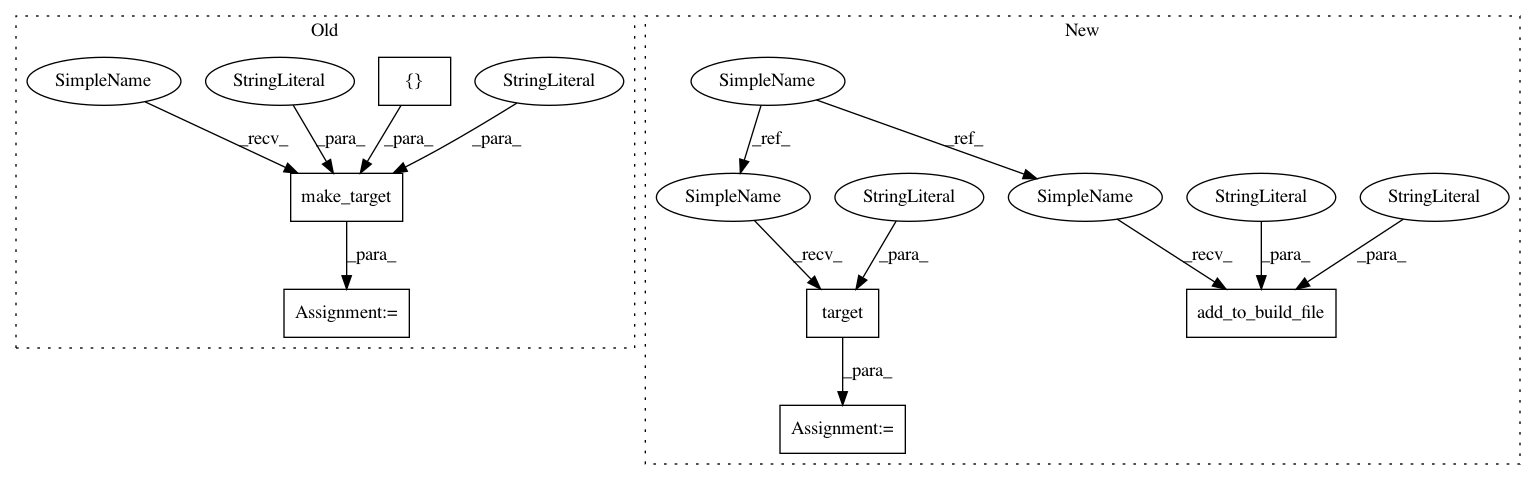 Old
New
SimpleName
StringLiteral
{}
StringLiteral
SimpleName
_recv_
_para_
_para_
_para_
_ref_
_ref_
make_target
SimpleName
StringLiteral
SimpleName
StringLiteral
StringLiteral
_para_
_recv_
_para_
_recv_
_para_
_para_
Assignment:=
target
add_to_build_file
_para_
Assignment:=